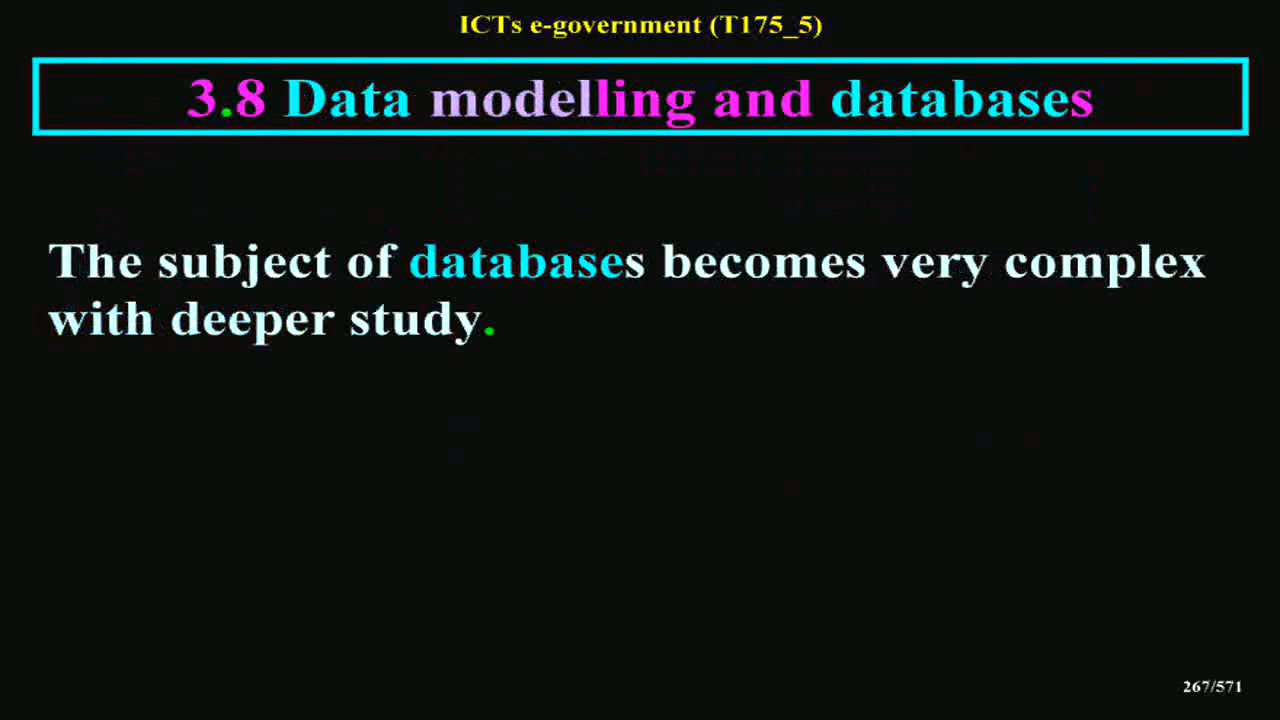 ICTs e-government (T175_5)
3.8 Data modelling and databases
The subject of databases becomes very complex
with deeper study.
267/571